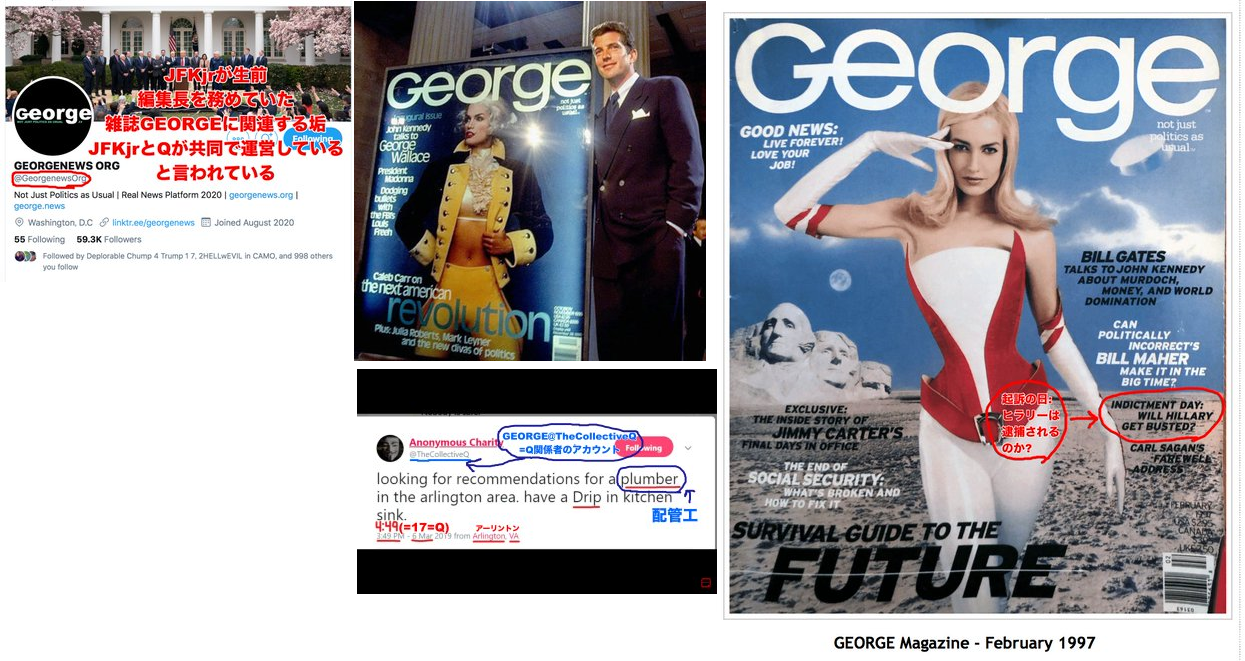 JFKjrが生前
編集長を務めていた
雑誌GEORGEに関連する垢
JFKjrとQが共同で運営している
と言われている
George
Following
GEORGENEWS ORG
@GeorgenewsOrg
Not Just Politics as Usual | Real News Platform 2020 | georgenews.org |
george.news
Washington, D.C linktr.ee/georgenews Joined August 2020
55 Following 59.3K Followers
Followed by Deplorable Chump 4 Trump 1 7, 2HELLwEVIL in CAMO, and 998 others
you follow
George
not just
politics as
usual
inaugural issue
John Kennedy
talks to
George
Wallace
President
Madonna
Dodging
bullets
with
the FBI's
Louis
Freeh
Caleb Carr on
the next american
revolution
Plus: Julia Roberts, Mark Leyner
and the new divas of politics
Anonymous Charity
@TheCollectiveQ
GEORGE@TheCollectiveQ
=Q関係者のアカウント
Following
looking for recommendations for a plumber
in the arlington area. have a Drip in kitchen
sink.
配管工
4:49(=17=Q)
アーリントン
3:49 PM - 6 Mar 2019 from Arlington, VA
George
not just
politics as
usual
GOOD NEWS:
LIVE FOREVER!
LOVE YOUR
JOB!
BILL GATES
TALKS TO JOHN KENNEDY
ABOUT MURDOCH,
MONEY, AND WORLD
DOMINATION
CAN
POLITICALLY
INCORRECT'S
BILL MAHER
MAKE IT IN THE
BIG TIME?
起訴の日:
ヒラリーは
逮捕される
のか?
INDICTMENT DAY:
WILL HILLARY
GET BUSTED?
CARL SAGAN'S
FAREWELL
ADDRESS
EXCLUSIVE:
THE INSIDE STORY OF
JIMMY CARTER'S
FINAL DAYS IN OFFICE
THE END OF
SOCIAL SECURITY:
WHAT'S BROKEN AND
HOW TO FIX IT
SURVIVAL GUIDE TO THE
FUTURE
FEBRUARY
GEORGE Magazine - February 1997